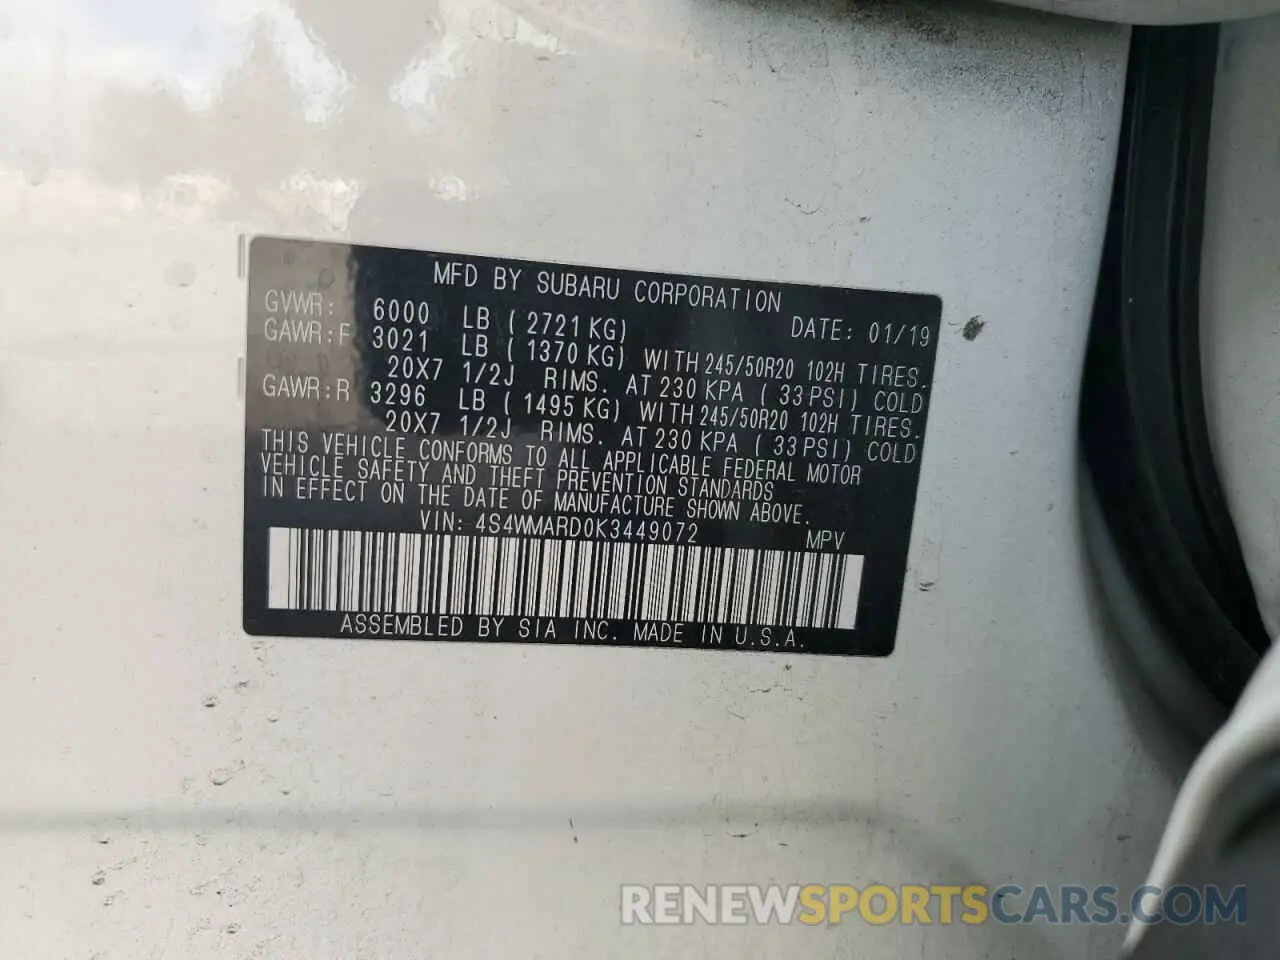 MFD BY SUBARU CORPORATION
GVWR: 6000 LB ( 2721 KG) DATE: 01/19
GAWR:F 3021 LB ( 1370 KG) WITH 245/50R20 102H TIRES.
20X7 1/2J RIMS. AT 230 KPA ( 33 PSI) COLD
GAWR:R 3296 LB ( 1495 KG) WITH 245/50R20 102H TIRES.
20X7 1/2J RIMS. AT 230 KPA ( 33 PSI) COLD
THIS VEHICLE CONFORMS TO ALL APPLICABLE FEDERAL MOTOR
VEHICLE SAFETY AND THEFT PREVENTION STANDARDS
IN EFFECT ON THE DATE OF MANUFACTURE SHOWN ABOVE.
VIN: 4S4WMARD0K3449072 MPV
ASSEMBLED BY SIA INC. MADE IN U.S.A.
RENEWSPORTSCARS.COM